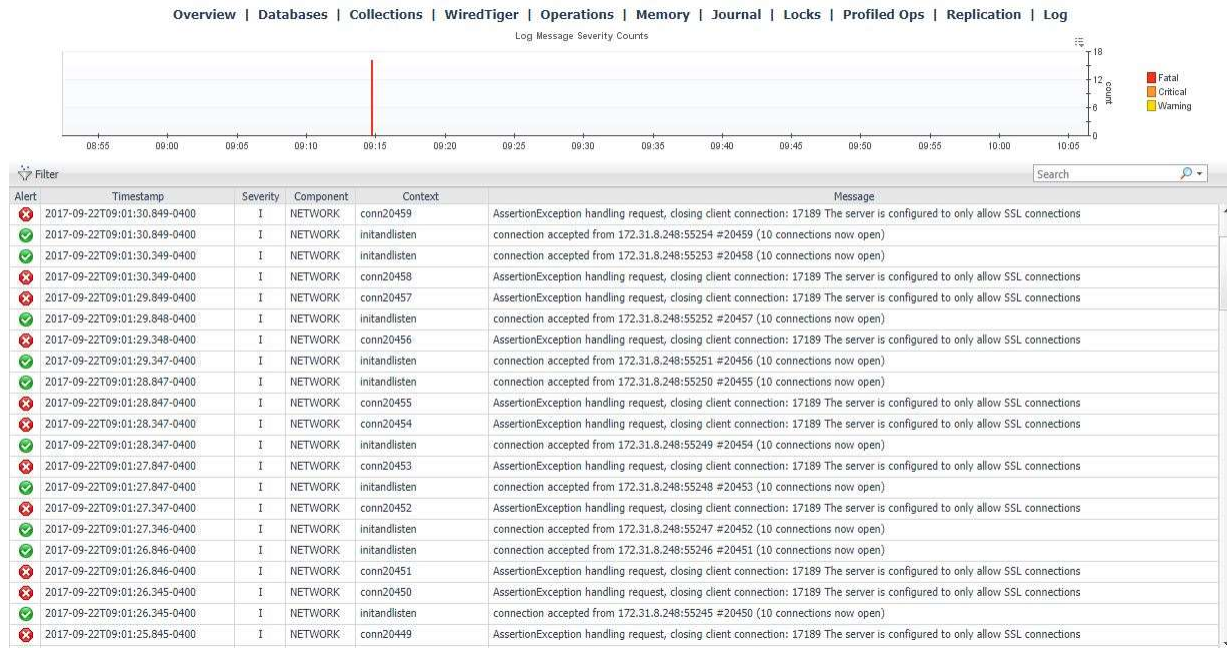 Overview | Databases | Collections | WiredTiger | Operations | Memory | Journal | Locks | Profiled Ops | Replication | Log
Log Message Severity Counts
18
12
6
0
count
Fatal
Critical
Warning
08:55 09:00 09:05 09:10 09:15 09:20 09:25 09:30 09:35 09:40 09:45 09:50 09:55 10:00 10:05
Filter Search
Alert Timestamp Severity Component Context Message
2017-09-22T09:01:30.849-0400 I NETWORK conn20459 AssertionException handling request, closing client connection: 17189 The server is configured to only allow SSL connections
2017-09-22T09:01:30.849-0400 I NETWORK initandlisten connection accepted from 172.31.8.248:55254 #20459 (10 connections now open)
2017-09-22T09:01:30.349-0400 I NETWORK initandlisten connection accepted from 172.31.8.248:55253 #20458 (10 connections now open)
2017-09-22T09:01:30.349-0400 I NETWORK conn20458 AssertionException handling request, closing client connection: 17189 The server is configured to only allow SSL connections
2017-09-22T09:01:29.849-0400 I NETWORK conn20457 AssertionException handling request, closing client connection: 17189 The server is configured to only allow SSL connections
2017-09-22T09:01:29.848-0400 I NETWORK initandlisten connection accepted from 172.31.8.248:55252 #20457 (10 connections now open)
2017-09-22T09:01:29.348-0400 I NETWORK conn20456 AssertionException handling request, closing client connection: 17189 The server is configured to only allow SSL connections
2017-09-22T09:01:29.347-0400 I NETWORK initandlisten connection accepted from 172.31.8.248:55251 #20456 (10 connections now open)
2017-09-22T09:01:28.847-0400 I NETWORK initandlisten connection accepted from 172.31.8.248:55250 #20455 (10 connections now open)
2017-09-22T09:01:28.847-0400 I NETWORK conn20455 AssertionException handling request, closing client connection: 17189 The server is configured to only allow SSL connections
2017-09-22T09:01:28.347-0400 I NETWORK conn20454 AssertionException handling request, closing client connection: 17189 The server is configured to only allow SSL connections
2017-09-22T09:01:28.347-0400 I NETWORK initandlisten connection accepted from 172.31.8.248:55249 #20454 (10 connections now open)
2017-09-22T09:01:27.847-0400 I NETWORK conn20453 AssertionException handling request, closing client connection: 17189 The server is configured to only allow SSL connections
2017-09-22T09:01:27.847-0400 I NETWORK initandlisten connection accepted from 172.31.8.248:55248 #20453 (10 connections now open)
2017-09-22T09:01:27.347-0400 I NETWORK conn20452 AssertionException handling request, closing client connection: 17189 The server is configured to only allow SSL connections
2017-09-22T09:01:27.346-0400 I NETWORK initandlisten connection accepted from 172.31.8.248:55247 #20452 (10 connections now open)
2017-09-22T09:01:26.846-0400 I NETWORK initandlisten connection accepted from 172.31.8.248:55246 #20451 (10 connections now open)
2017-09-22T09:01:26.846-0400 I NETWORK conn20451 AssertionException handling request, closing client connection: 17189 The server is configured to only allow SSL connections
2017-09-22T09:01:26.345-0400 I NETWORK conn20450 AssertionException handling request, closing client connection: 17189 The server is configured to only allow SSL connections
2017-09-22T09:01:26.345-0400 I NETWORK initandlisten connection accepted from 172.31.8.248:55245 #20450 (10 connections now open)
2017-09-22T09:01:25.845-0400 I NETWORK conn20449 AssertionException handling request, closing client connection: 17189 The server is configured to only allow SSL connections